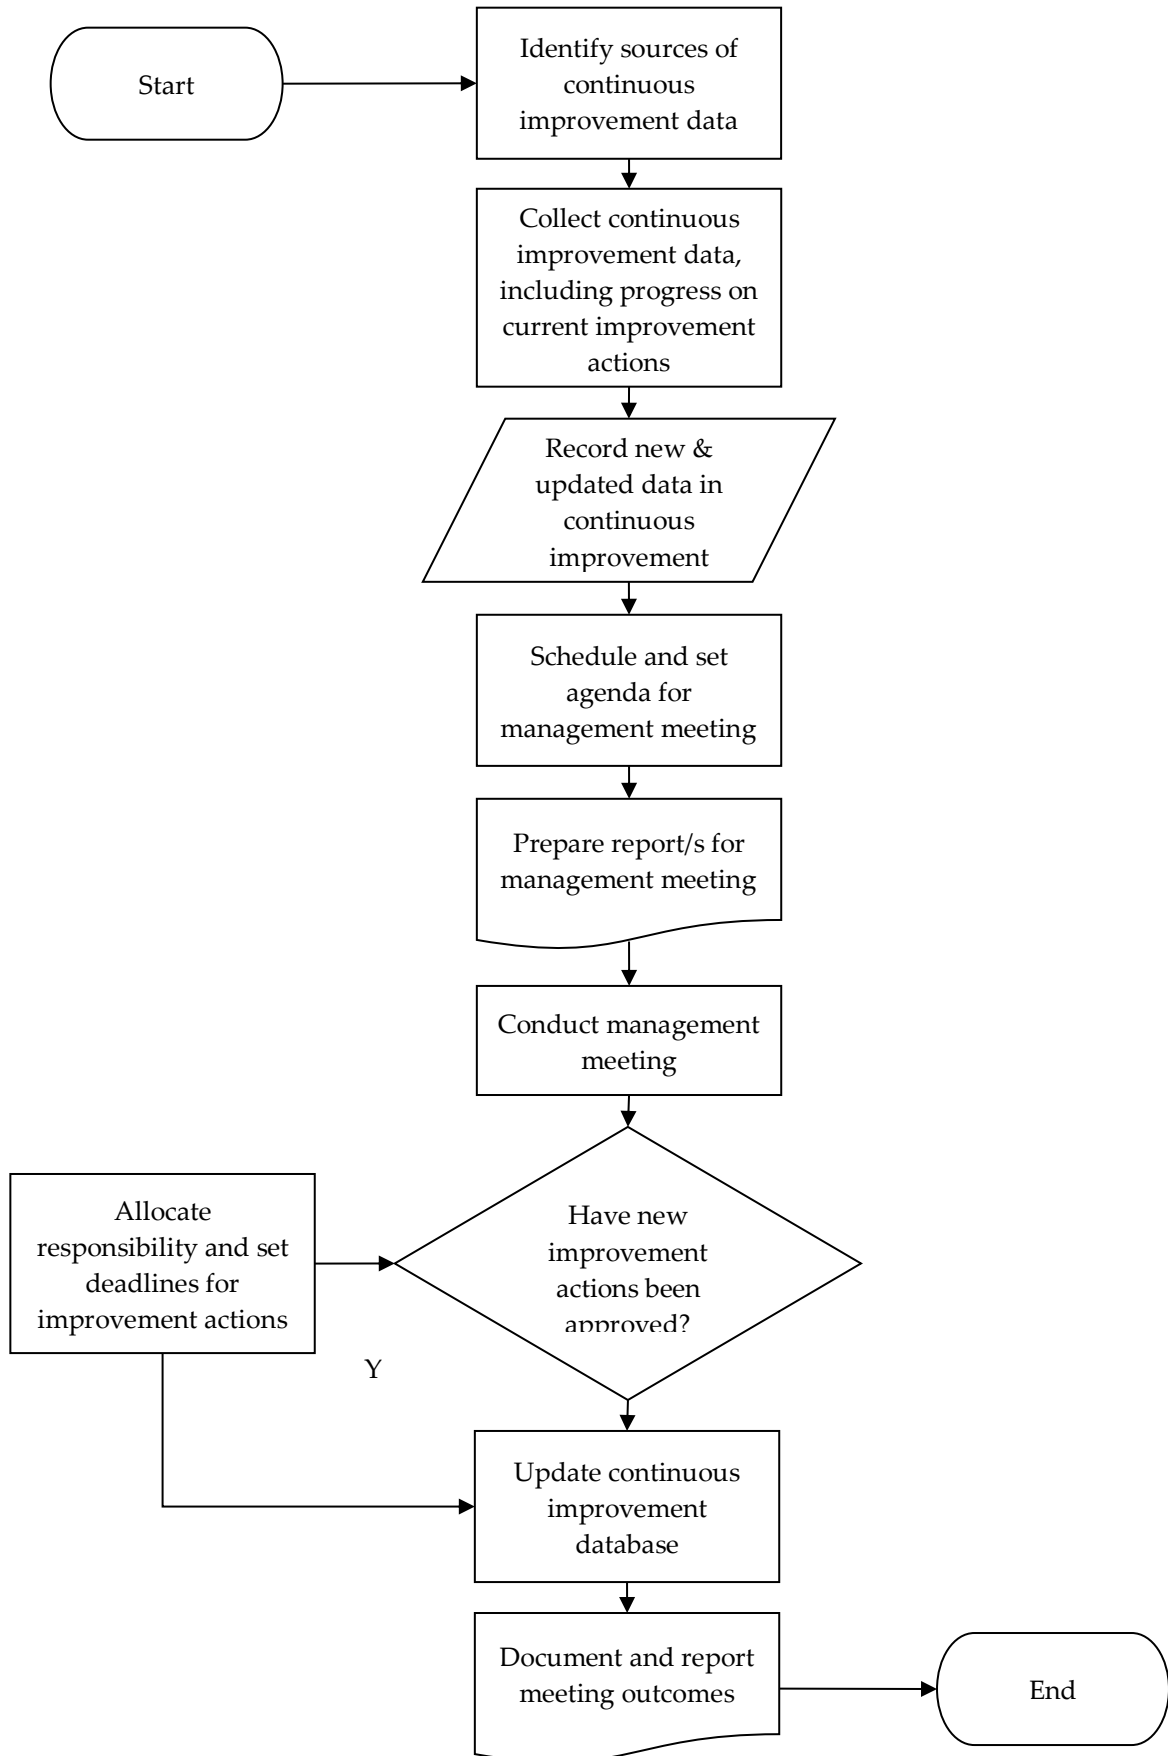 Start
Identify sources of
continuous
improvement data
Collect continuous
improvement data,
including progress on
current improvement
actions
Record new &
updated data in
continuous
improvement
Schedule and set
agenda for
management meeting
Prepare report/s for
management meeting
Conduct management
meeting
Have new
improvement
actions been
approved?
Allocate
responsibility and set
deadlines for
improvement actions
Y
Update continuous
improvement
database
Document and report
meeting outcomes
End